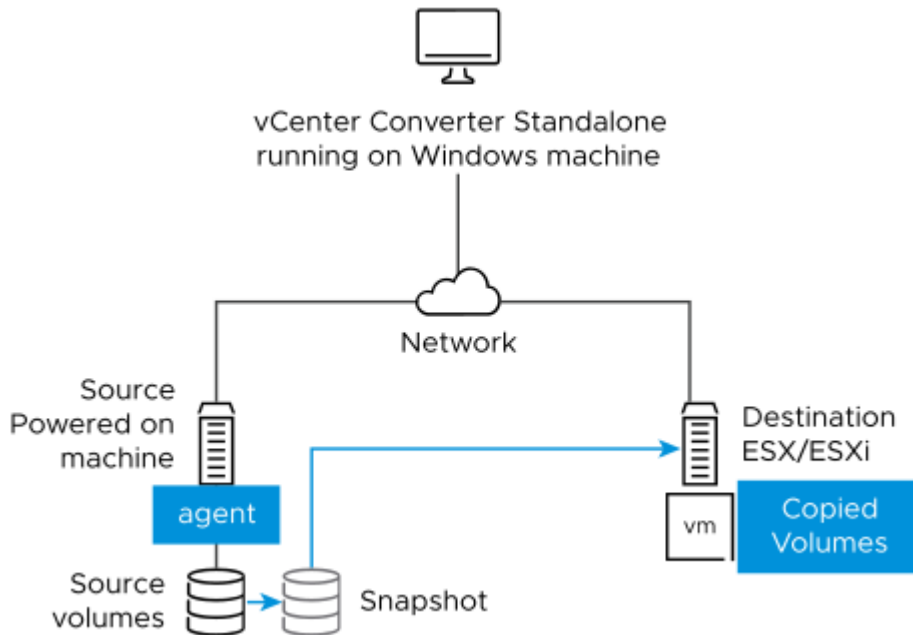 vCenter Converter Standalone
running on Windows machine
Network
Source
Powered on
machine
agent
Source
volumes
Snapshot
Destination
ESX/ESXi
vm
Copied
Volumes